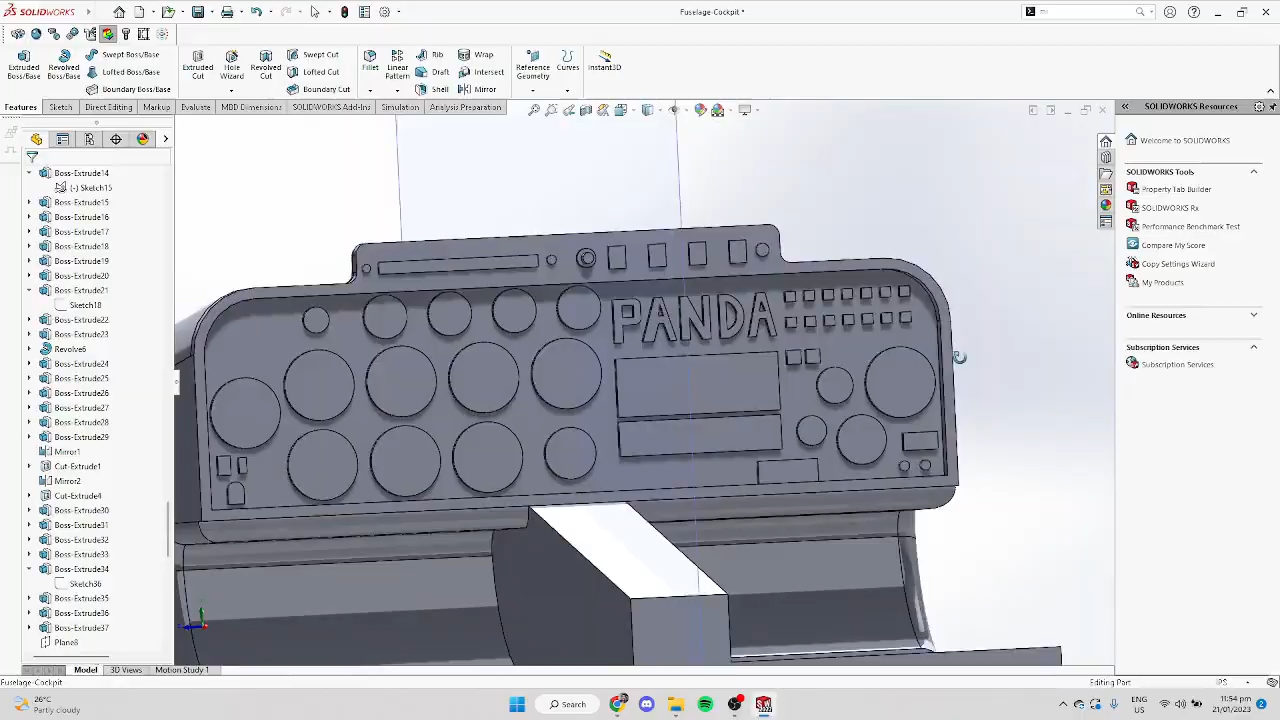 SOLIDWORKS
Fuselage-Cockpit *
Extruded Boss/Base
Revolved Boss/Base
Swept Boss/Base
Lofted Boss/Base
Boundary Boss/Base
Extruded Cut
Hole Wizard
Revolved Cut
Swept Cut
Lofted Cut
Boundary Cut
Fillet
Linear Pattern
Rib
Draft
Shell
Wrap
Intersect
Mirror
Reference Geometry
Curves
Instant3D
Features
Sketch
Direct Editing
Markup
Evaluate
MBD Dimensions
SOLIDWORKS Add-Ins
Simulation
Analysis Preparation
Boss-Extrude14
(-) Sketch15
Boss-Extrude15
Boss-Extrude16
Boss-Extrude17
Boss-Extrude18
Boss-Extrude19
Boss-Extrude20
Boss-Extrude21
Sketch18
Boss-Extrude22
Boss-Extrude23
Revolve6
Boss-Extrude24
Boss-Extrude25
Boss-Extrude26
Boss-Extrude27
Boss-Extrude28
Boss-Extrude29
Mirror1
Cut-Extrude1
Mirror2
Cut-Extrude4
Boss-Extrude30
Boss-Extrude31
Boss-Extrude32
Boss-Extrude33
Boss-Extrude34
Sketch36
Boss-Extrude35
Boss-Extrude36
Boss-Extrude37
Plane8
PANDA
SOLIDWORKS Resources
Welcome to SOLIDWORKS
SOLIDWORKS Tools
Property Tab Builder
SOLIDWORKS Rx
Performance Benchmark Test
Compare My Score
Copy Settings Wizard
My Products
Online Resources
Subscription Services
Subscription Services
Model
3D Views
Motion Study 1
Fuselage-Cockpit
Editing Part
IPS
26°C
Partly cloudy
Search
ENG
US
11:54 pm
21/01/2023